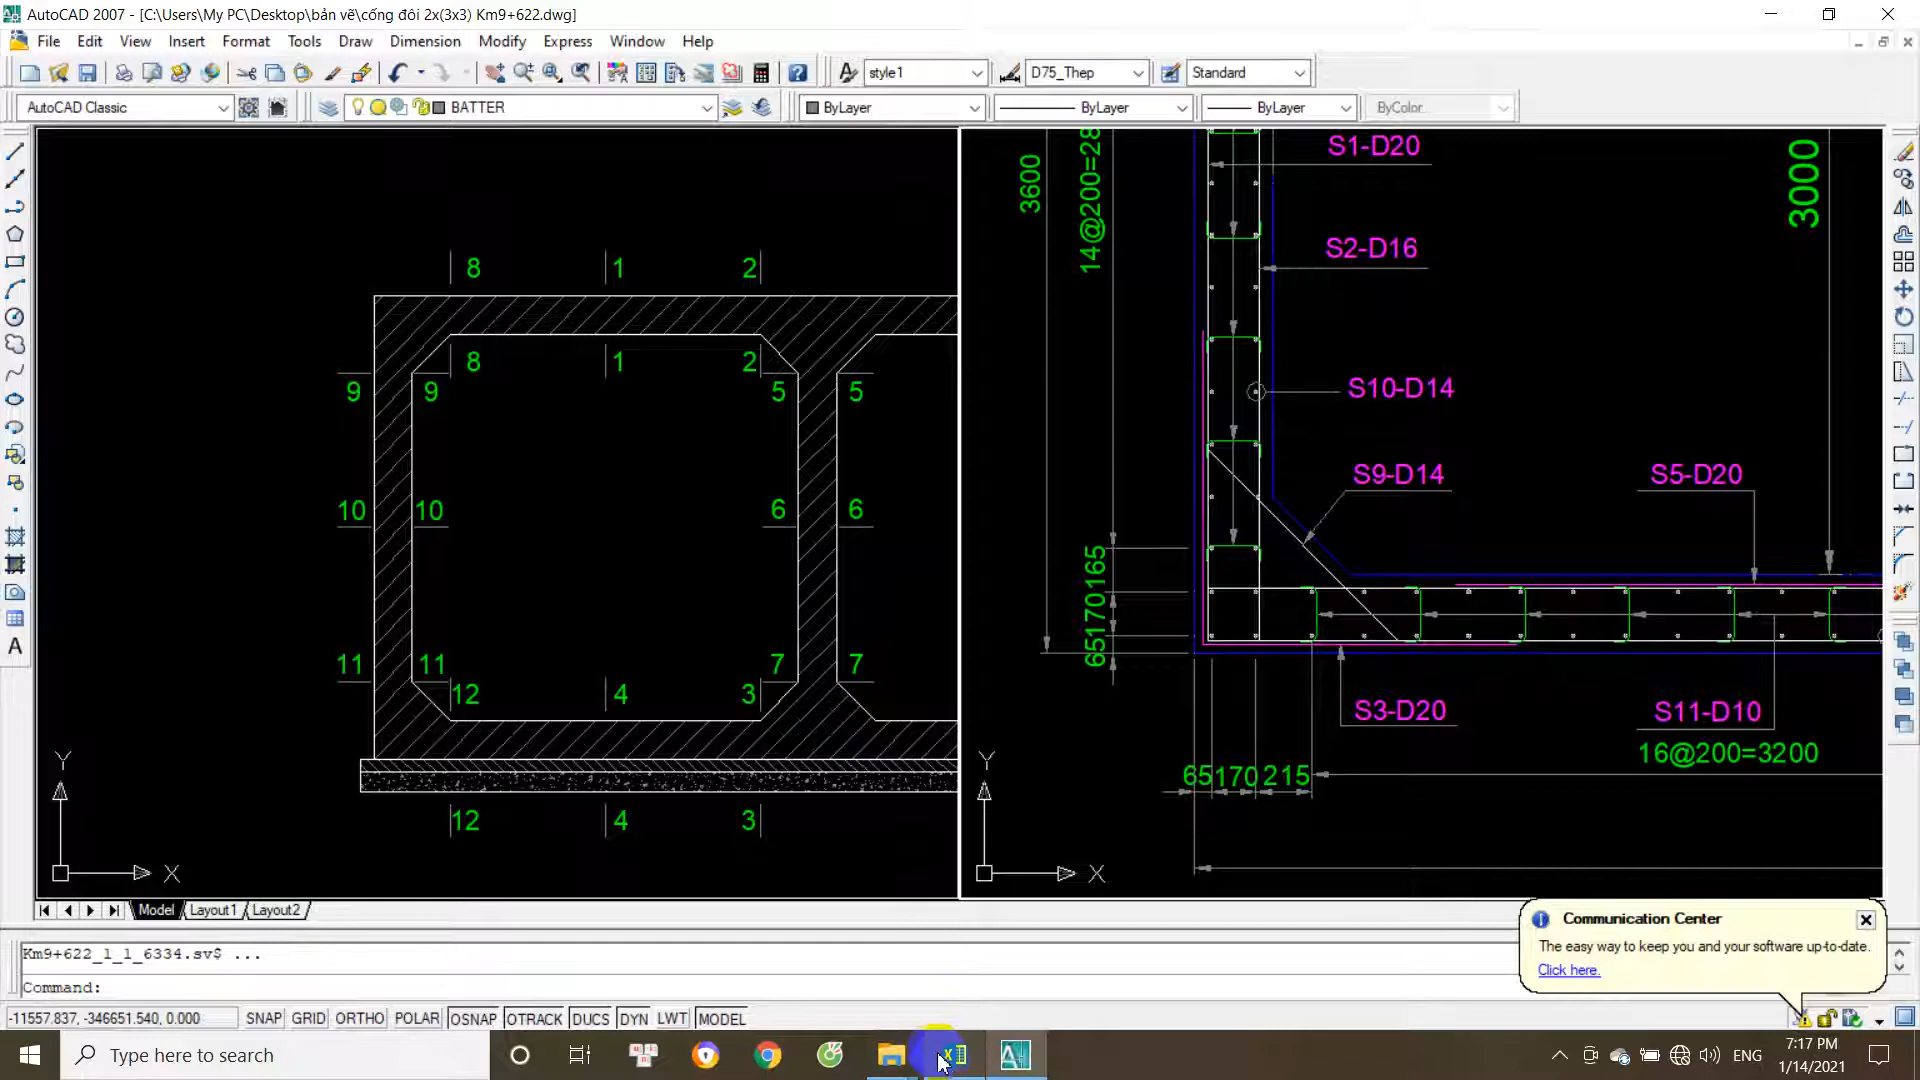 AutoCAD 2007 - [C:\Users\My PC\Desktop\bản vẽ\cống đôi 2x(3x3) Km9+622.dwg]
File Edit View Insert Format Tools Draw Dimension Modify Express Window Help
style1 D75_Thep Standard
AutoCAD Classic BATTER ByLayer ByLayer ByLayer ByColor
8 1 2
8 1 2
9 9 5 5
10 10 6 6
11 11 7 7
12 4 3
12 4 3
Y
X
3600
14@200=28
S1-D20
3000
S2-D16
S10-D14
S9-D14
S5-D20
165
170
65
S3-D20
S11-D10
16@200=3200
65 170 215
Y
X
Model Layout1 Layout2
Communication Center
The easy way to keep you and your software up-to-date.
Click here.
Km9+622_1_1_6334.sv$ ...
Command:
-11557.837, -346651.540, 0.000 SNAP GRID ORTHO POLAR OSNAP OTRACK DUCS DYN LWT MODEL
Type here to search
ENG
7:17 PM
1/14/2021